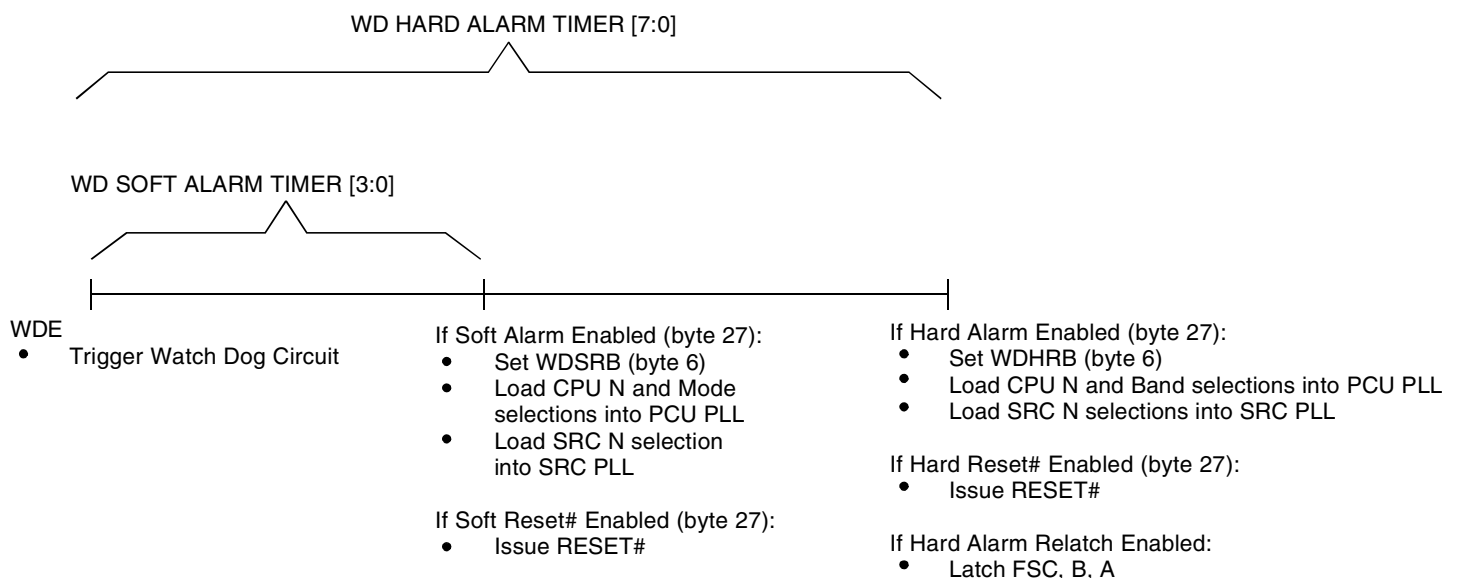 WD HARD ALARM TIMER [7:0]
WD SOFT ALARM TIMER [3:0]
WDE
• Trigger Watch Dog Circuit
If Soft Alarm Enabled (byte 27):
• Set WDSRB (byte 6)
• Load CPU N and Mode
selections into PCU PLL
• Load SRC N selection
into SRC PLL
If Soft Reset# Enabled (byte 27):
• Issue RESET#
If Hard Alarm Enabled (byte 27):
• Set WDHRB (byte 6)
• Load CPU N and Band selections into PCU PLL
• Load SRC N selections into SRC PLL
If Hard Reset# Enabled (byte 27):
• Issue RESET#
If Hard Alarm Relatch Enabled:
• Latch FSC, B, A